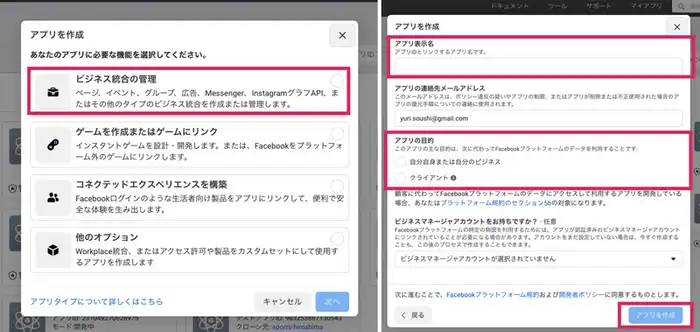 アプリを作成
あなたのアプリに必要な機能を選択してください。
ビジネス統合の管理
ページ、イベント、グループ、広告、Messenger、InstagramグラフAPI、ま
たはその他のタイプのビジネス統合を作成または管理します。
ゲームを作成またはゲームにリンク
インスタントゲームを設計・開発します。または、Facebookをプラットフ
ォーム外のゲームにリンクします。
コネクテッドエクスペリエンスを構築
Facebookログインのような生活者向け製品をアプリにリンクして、便利で安
全な体験を生み出します。
他のオプション
Workplace統合、またはアクセス許可や製品をカスタムセットにして使用す
るアプリを作成します
アプリタイプについて詳しくはこちら
キャンセル
次へ
モード:開発中
クローン元: aports hiroshima
ドキュメント ツール サポート マイアプリ
アプリを作成
アプリ表示名
アプリIDとリンクするアプリ名です。
アプリの連絡先メールアドレス
このメールアドレスは、ポリシー違反の疑いやアプリの制限、またはアプリが削除または不正使用された場合のア
プリの復元手順についての連絡に使用されます。
yuri.soushi@gmail.com
アプリの目的
このアプリの主な目的は、次に代わってFacebookプラットフォームのデータを利用することです:
自分自身または自分のビジネス
クライアント
顧客に代わってFacebookプラットフォームのデータにアクセスして利用するアプリを開発している
場合、あなたはプラットフォーム規約のセクション5bの対象になります。
ビジネスマネージャアカウントをお持ちですか? · 任意
Facebookプラットフォームの特定の側面を利用するためには、アプリが認証済みのビジネスマネージャアカウント
にリンクされていることが必要になる場合があります。アカウントをまだ設定していない場合は、今すぐ作成する
ことも、この後のプロセスで作成することもできます。
ビジネスマネージャアカウントが選択されていません
次に進むことで、Facebookプラットフォーム規約および開発者ポリシーに同意するものとします。
戻る
アプリを作成